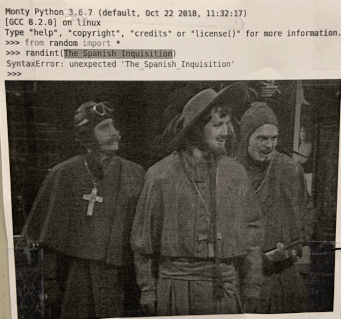 Monty Python 3.6.7 (default, Oct 22 2018, 11:32:17)
[GCC 8.2.0] on linux
Type "help", "copyright", "credits" or "license()" for more information.
>>> from random import *
>>> randint(The_Spanish_Inquisition)
SyntaxError: unexpected 'The_Spanish_Inquisition'
>>>